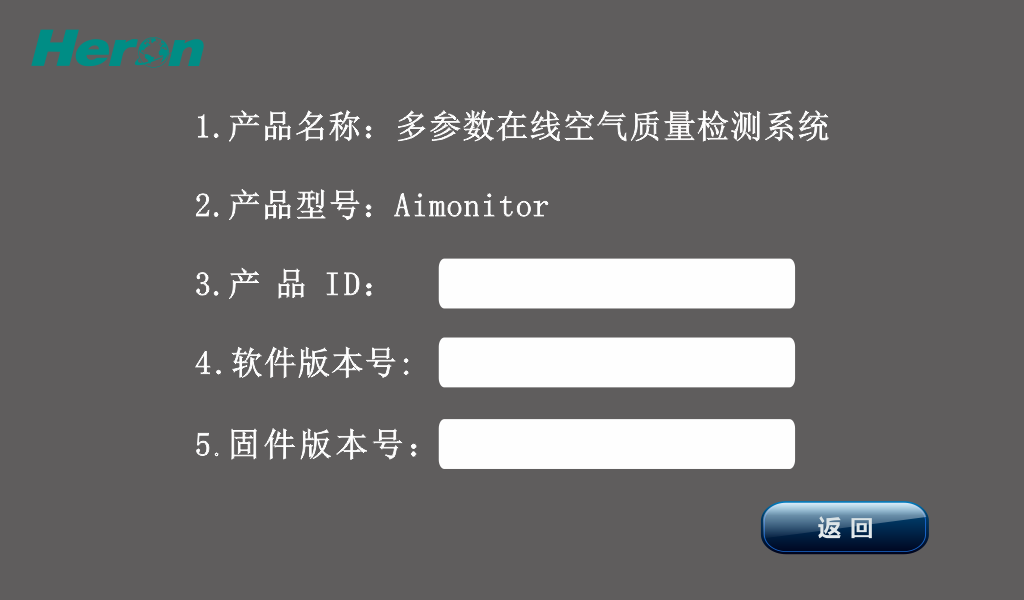 Heron
1.产品名称：多参数在线空气质量检测系统
2.产品型号：Aimonitor
3.产 品 ID：
4.软件版本号:
5.固件版本号：
返 回